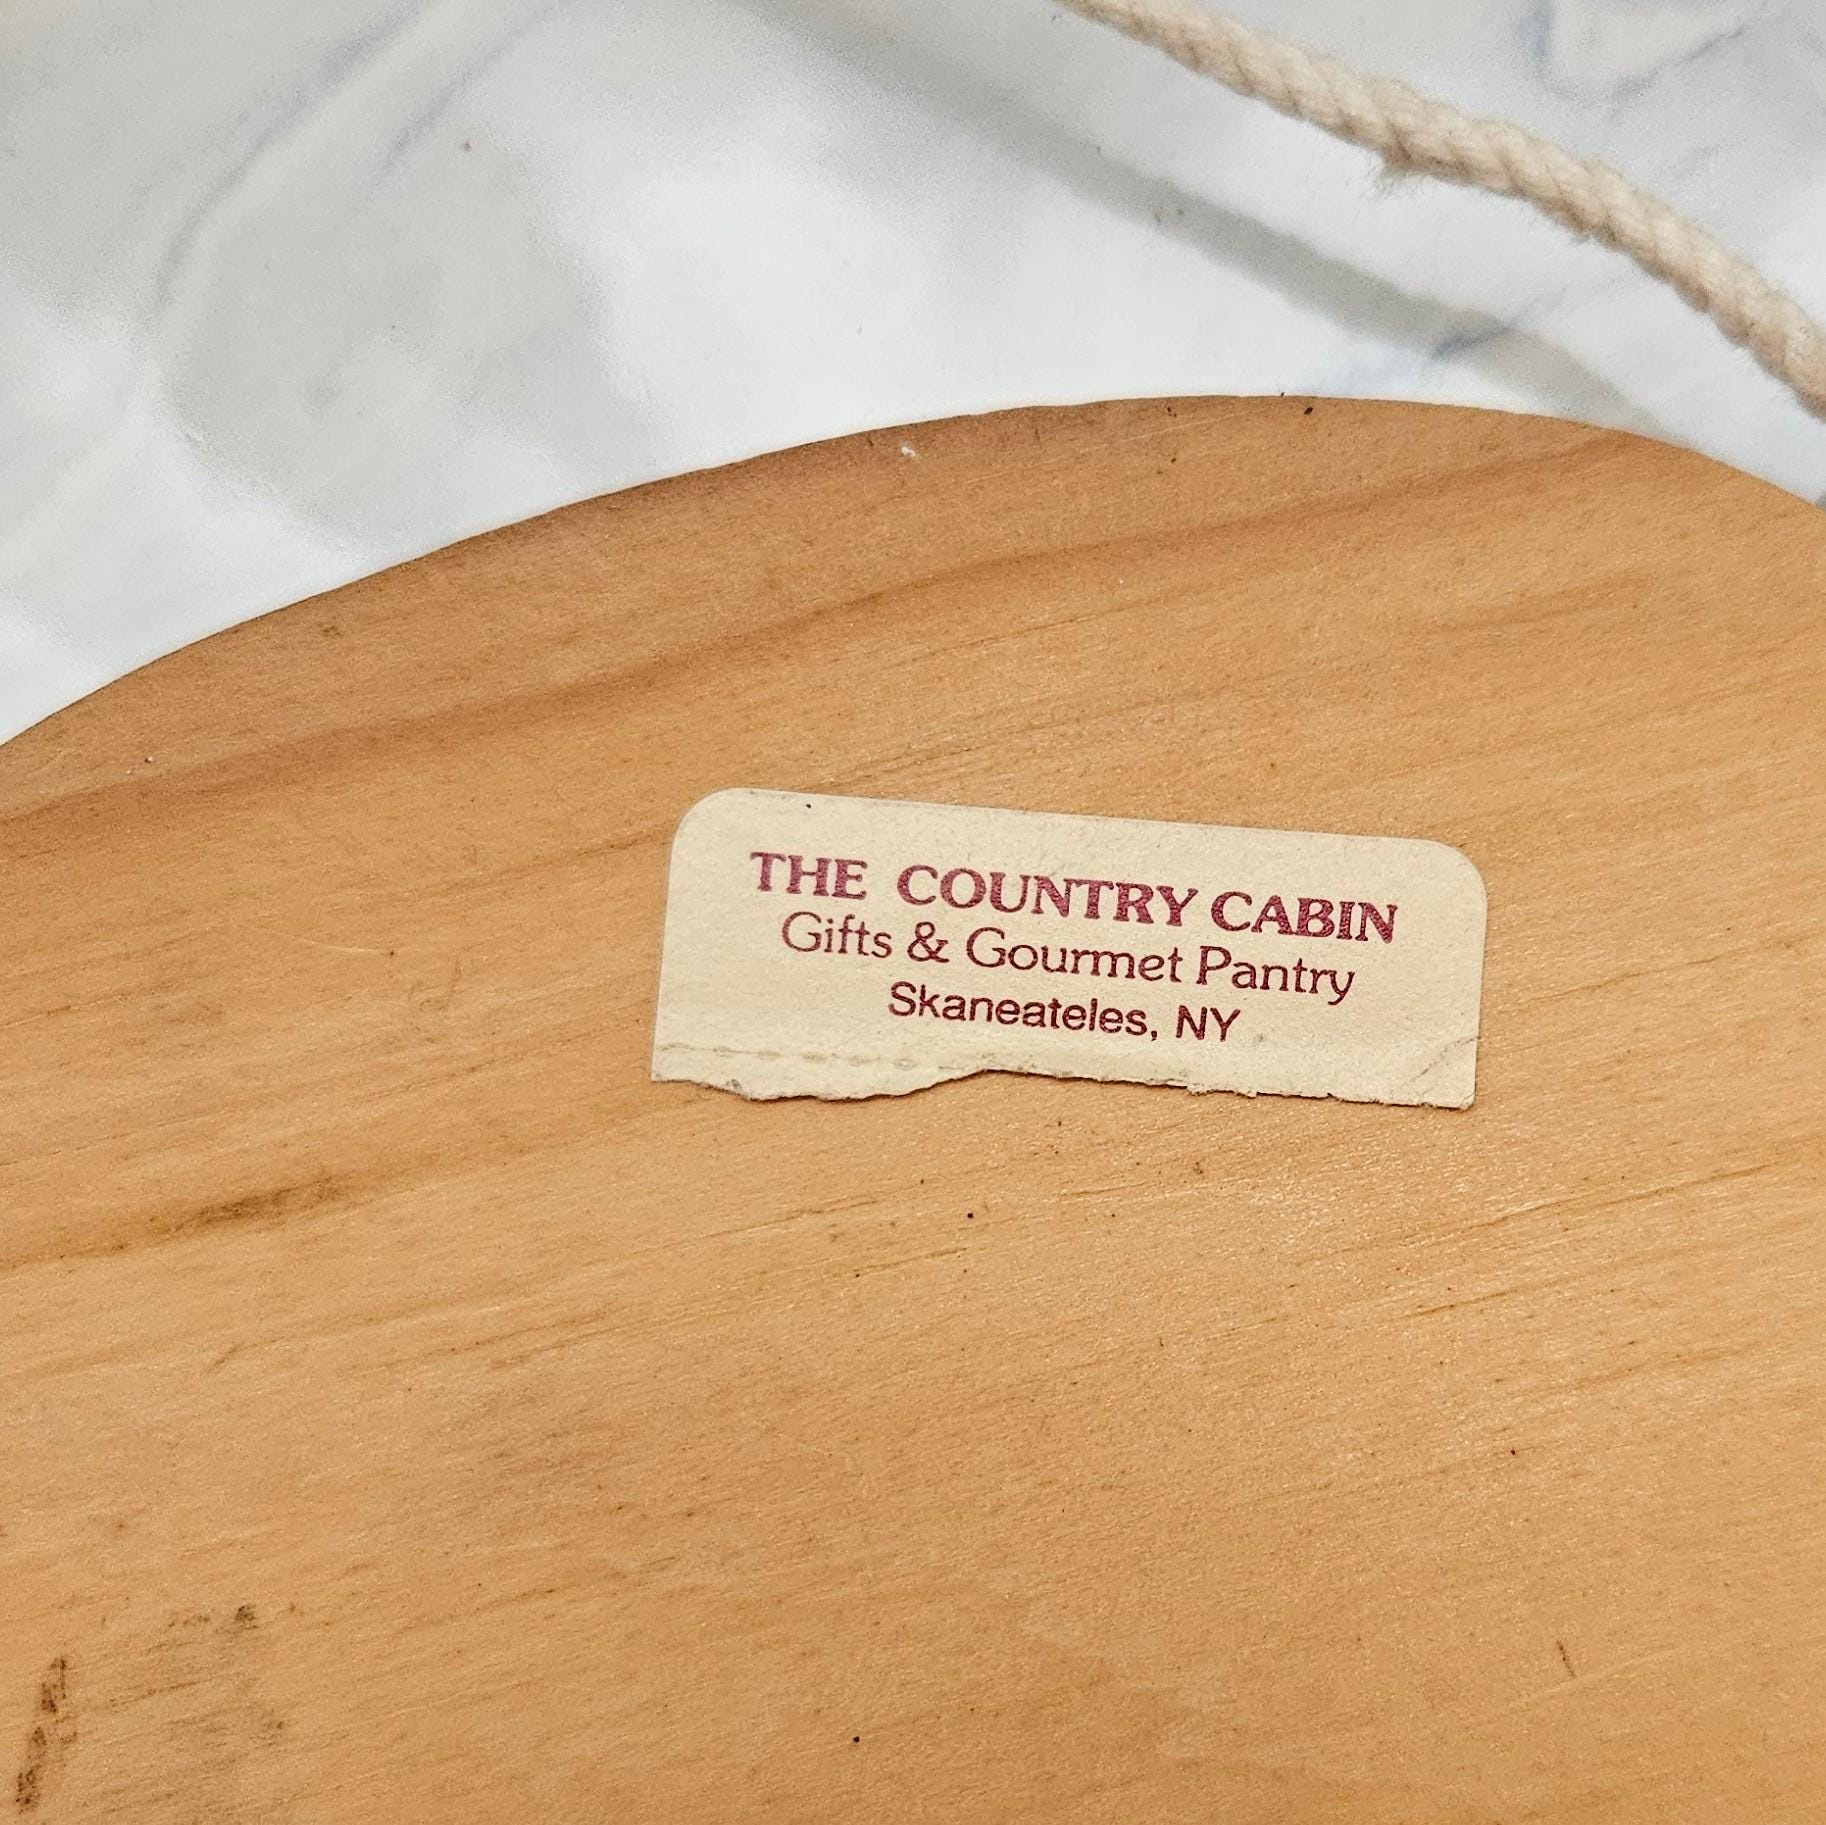 THE COUNTRY CABIN
Gifts & Gourmet Pantry
Skaneateles, NY